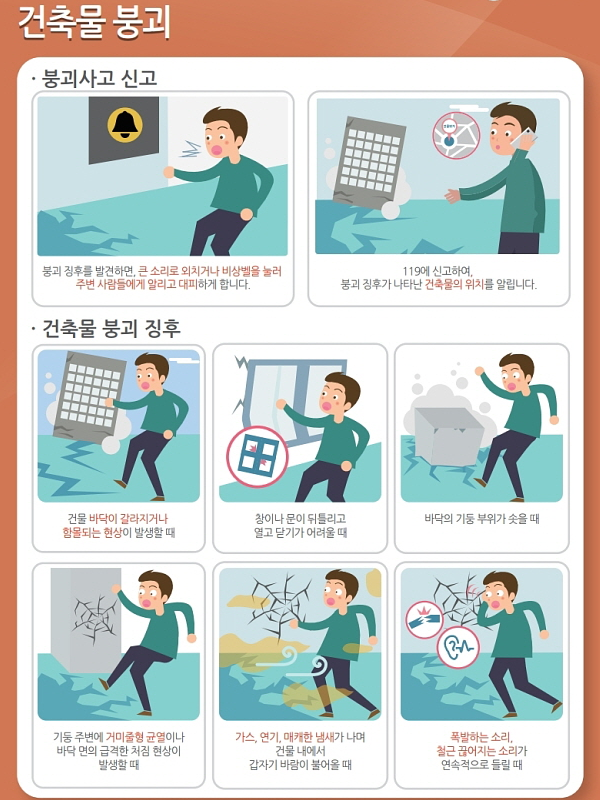 건축물 붕괴
· 붕괴사고 신고
붕괴 징후를 발견하면, 큰 소리로 외치거나 비상벨을 눌러
주변 사람들에게 알리고 대피하게 합니다.
119에 신고하여,
붕괴 징후가 나타난 건축물의 위치를 알립니다.
· 건축물 붕괴 징후
건물 바닥이 갈라지거나
함몰되는 현상이 발생할 때
창이나 문이 뒤틀리고
열고 닫기가 어려울 때
바닥의 기둥 부위가 솟을 때
기둥 주변에 거미줄형 균열이나
바닥 면의 급격한 처짐 현상이
발생할 때
가스, 연기, 매캐한 냄새가 나며
건물 내에서
갑자기 바람이 불어올 때
폭발하는 소리,
철근 끊어지는 소리가
연속적으로 들릴 때